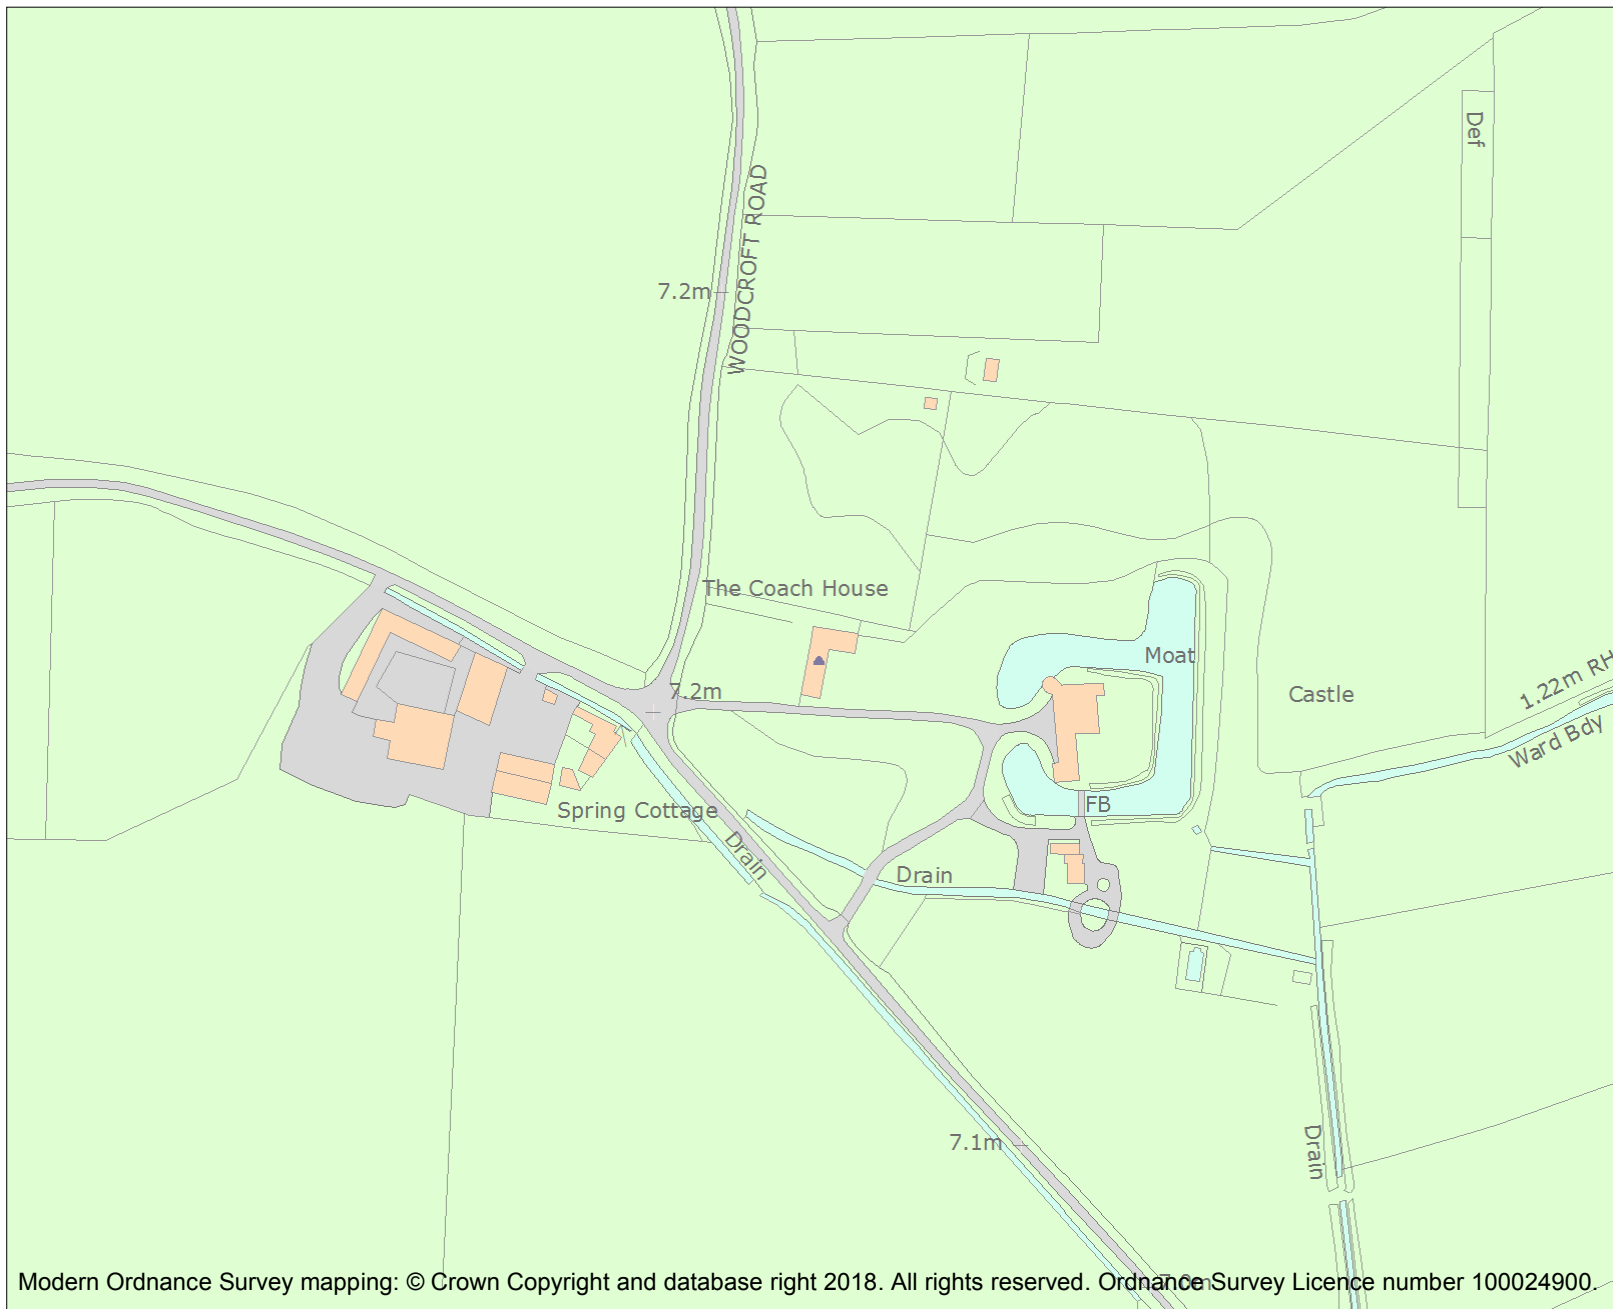 Def
WOODCROFT ROAD
7.2m
The Coach House
Moat
1.22m RH
7.2m
Castle
Ward Bdy
FB
Spring Cottage
Drain
Drain
7.1m
Drain
7.0m
Modern Ordnance Survey mapping: © Crown Copyright and database right 2018. All rights reserved. Ordnance Survey Licence number 100024900.